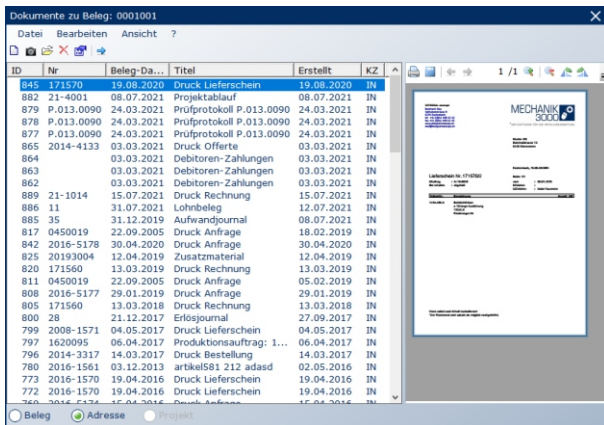 Dokumente zu Beleg: 0001001
Datei Bearbeiten Ansicht ?
ID Nr Beleg-Da... Titel Erstellt KZ
1 /1
845 171570 19.08.2020 Druck Lieferschein 19.08.2020 IN
882 21-4001 08.07.2021 Projektablauf 08.07.2021 IN
879 P.013.0090 24.03.2021 Prüfprotokoll P.013.0090 24.03.2021 IN
878 P.013.0090 24.03.2021 Prüfprotokoll P.013.0090 24.03.2021 IN
877 P.013.0090 24.03.2021 Prüfprotokoll P.013.0090 24.03.2021 IN
865 2014-4133 03.03.2021 Druck Offerte 03.03.2021 IN
864 03.03.2021 Debitoren-Zahlungen 03.03.2021 IN
863 03.03.2021 Debitoren-Zahlungen 03.03.2021 IN
862 03.03.2021 Debitoren-Zahlungen 03.03.2021 IN
889 21-1014 15.07.2021 Druck Rechnung 15.07.2021 IN
886 11 31.07.2021 Lohnbeleg 12.07.2021 IN
885 35 31.12.2019 Aufwandjournal 08.07.2021 IN
817 0450019 22.09.2005 Druck Anfrage 18.02.2019 IN
842 2016-5178 30.04.2020 Druck Anfrage 30.04.2020 IN
825 20193004 12.04.2019 Zusatzmaterial 12.04.2019 IN
820 171560 13.03.2019 Druck Rechnung 13.03.2019 IN
811 0450019 22.09.2005 Druck Anfrage 05.02.2019 IN
808 2016-5177 29.01.2019 Druck Anfrage 29.01.2019 IN
805 171560 13.03.2018 Druck Rechnung 13.03.2018 IN
800 28 21.12.2017 Erlösjournal 27.09.2017 IN
799 2008-1571 04.05.2017 Druck Lieferschein 04.05.2017 IN
797 1620095 06.04.2017 Produktionsauftrag: 1... 06.04.2017 IN
796 2014-3317 14.03.2017 Druck Bestellung 14.03.2017 IN
780 2016-1561 03.12.2013 artikel581 212 adasd 02.05.2016 IN
773 2016-1570 19.04.2016 Druck Lieferschein 19.04.2016 IN
772 2016-1570 19.04.2016 Druck Lieferschein 19.04.2016 IN
MECHANIK
3000
Lieferschein Nr. 17157520
Beleg Adresse Projekt